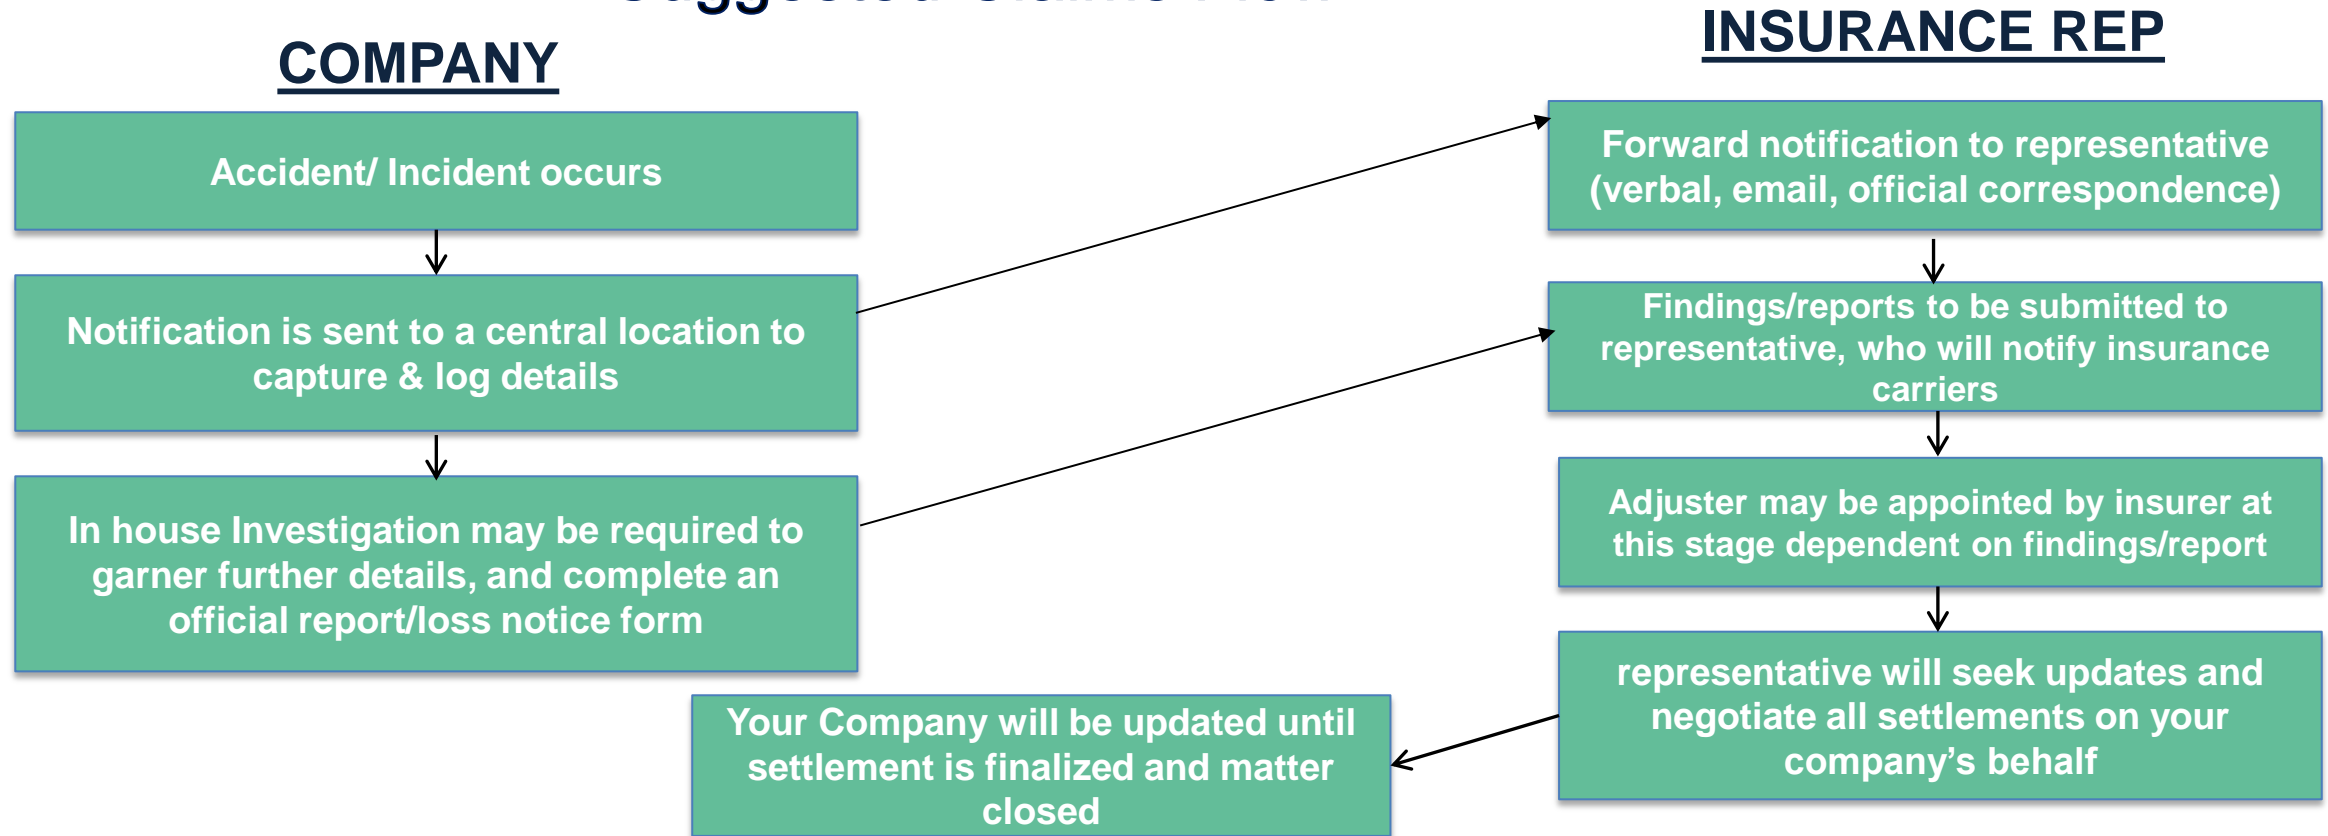 COMPANY
Accident/ Incident occurs
Notification is sent to a central location to
capture & log details
In house Investigation may be required to
garner further details, and complete an
official report/loss notice form
INSURANCE REP
Forward notification to representative
(verbal, email, official correspondence)
Findings/reports to be submitted to
representative, who will notify insurance
carriers
Adjuster may be appointed by insurer at
this stage dependent on findings/report
representative will seek updates and
negotiate all settlements on your
company’s behalf
Your Company will be updated until
settlement is finalized and matter
closed